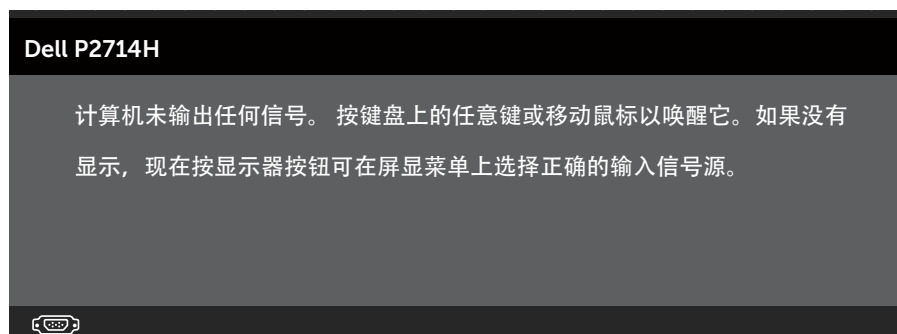 Dell P2714H
计算机未输出任何信号。 按键盘上的任意键或移动鼠标以唤醒它。如果没有
显示，现在按显示器按钮可在屏显菜单上选择正确的输入信号源。